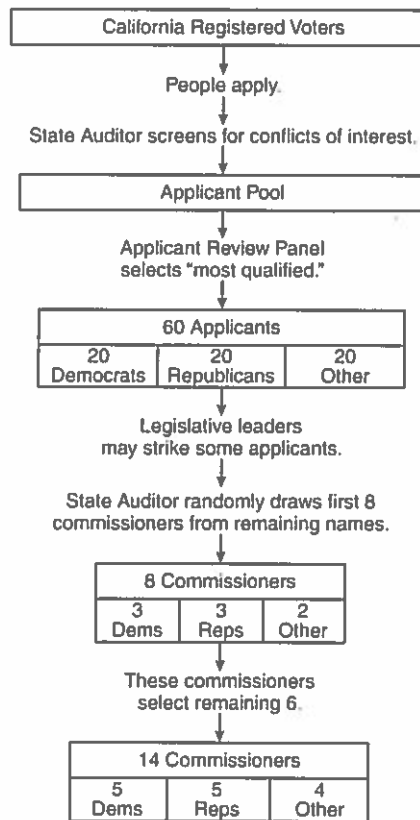 California Registered Voters
People apply.
State Auditor screens for conflicts of interest.
Applicant Pool
Applicant Review Panel
selects "most qualified."
60 Applicants
20 20 20
Democrats Republicans Other
Legislative leaders
may strike some applicants.
State Auditor randomly draws first 8
commissioners from remaining names.
8 Commissioners
3 3 2
Dems Reps Other
These commissioners
select remaining 6.
14 Commissioners
5 5 4
Dems Reps Other